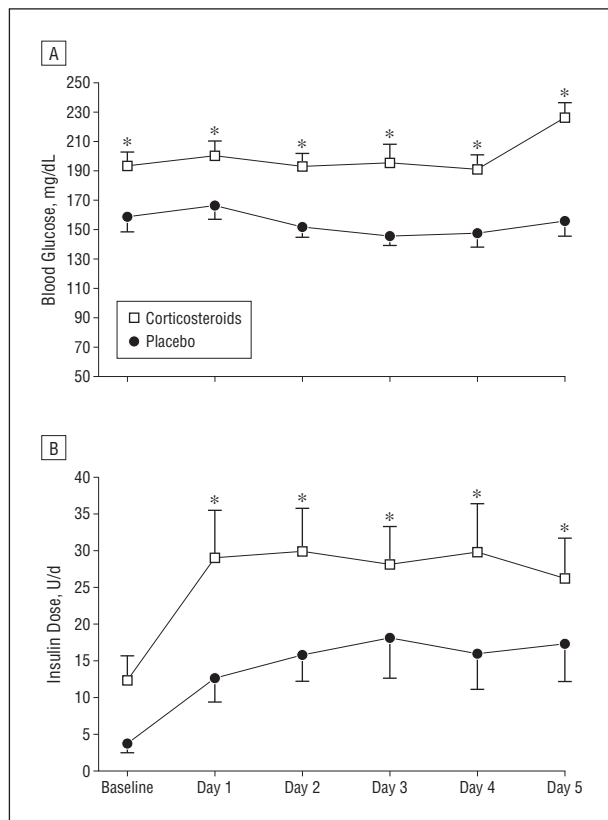 A
250
230
210
190
170
150
130
110
90
70
50
Blood Glucose, mg/dL
* * * * * *
Corticosteroids
Placebo
B
40
35
30
25
20
15
10
5
0
Insulin Dose, U/d
* * * * *
Baseline Day 1 Day 2 Day 3 Day 4 Day 5